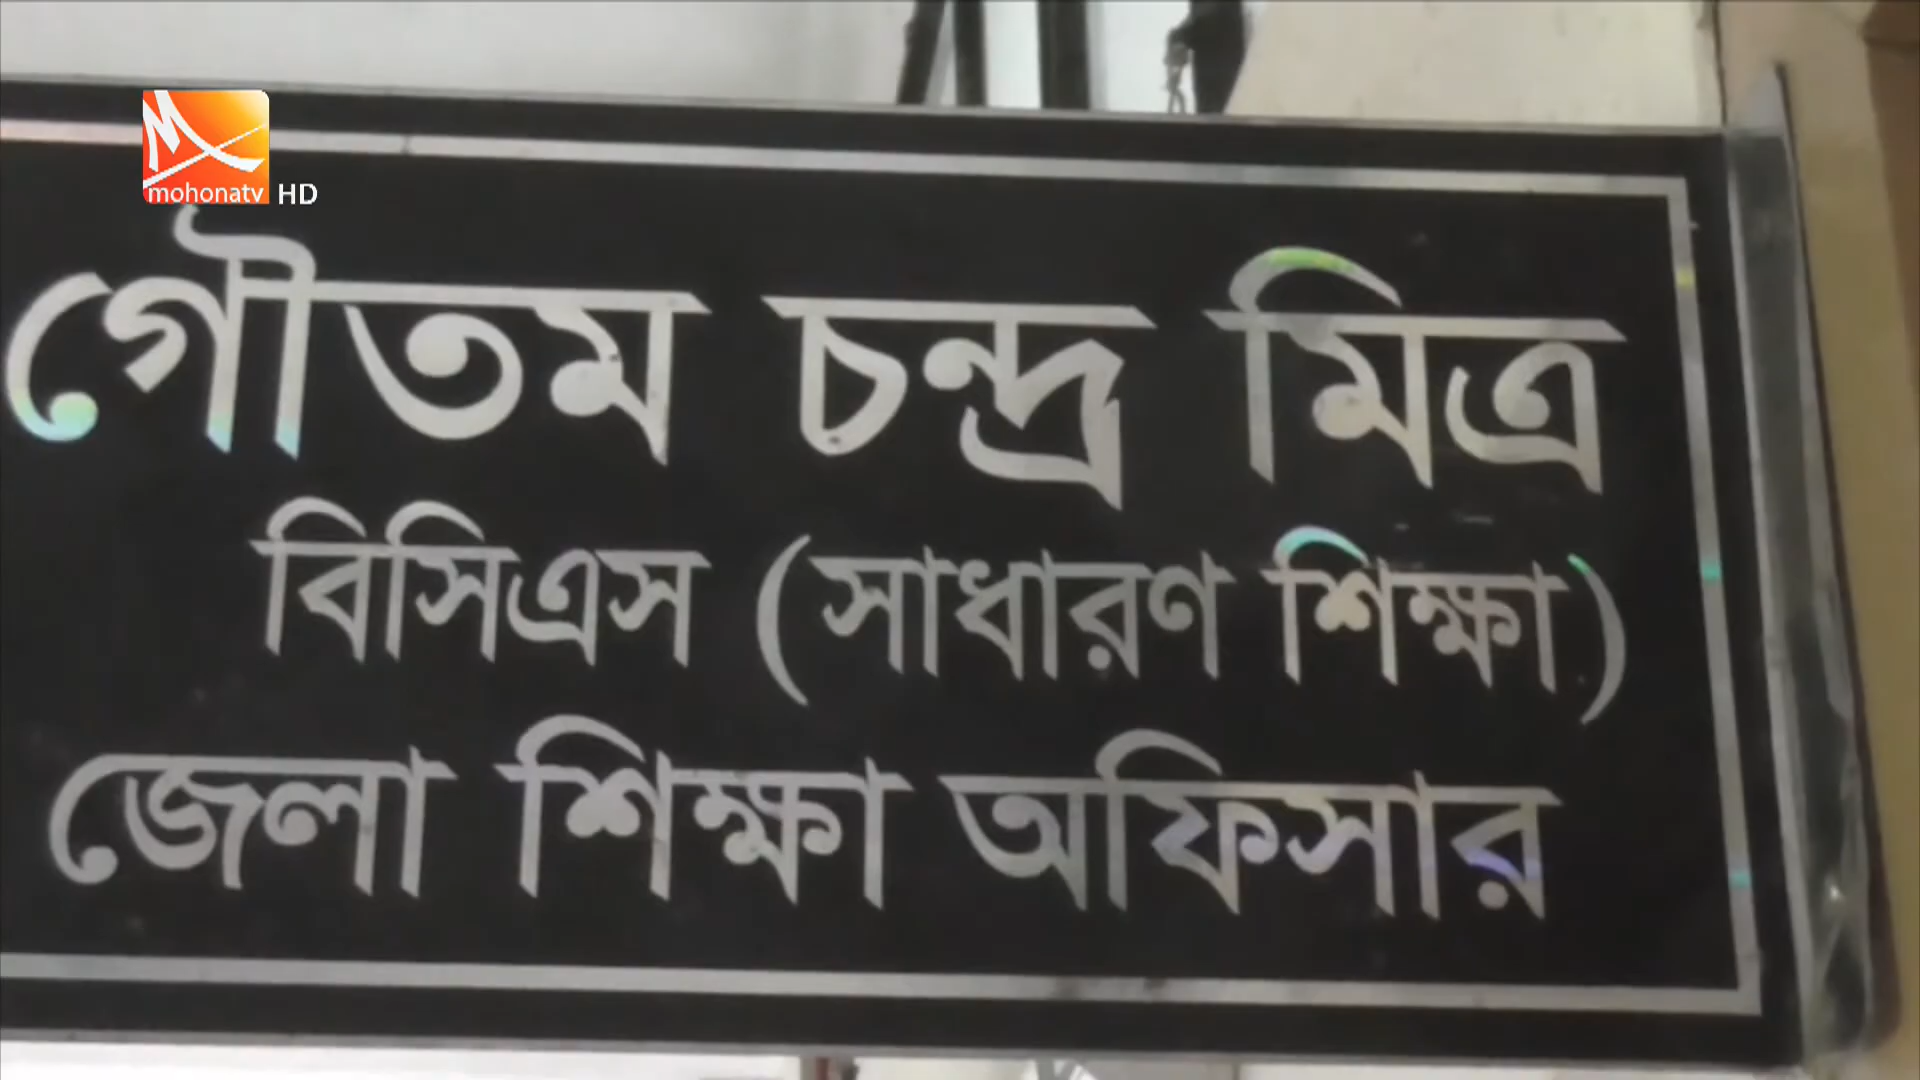 mohonatv HD
গৌতম চন্দ্র মিত্র
বিসিএস (সাধারণ শিক্ষা)
জেলা শিক্ষা অফিসার